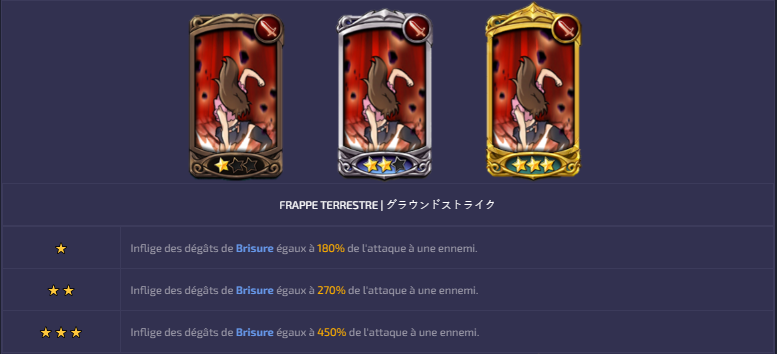 FRAPPE TERRESTRE | グラウンドストライク
Inflige des dégâts de Brisure égaux à 180% de l'attaque à une ennemi.
Inflige des dégâts de Brisure égaux à 270% de l'attaque à une ennemi.
Inflige des dégâts de Brisure égaux à 450% de l'attaque à une ennemi.